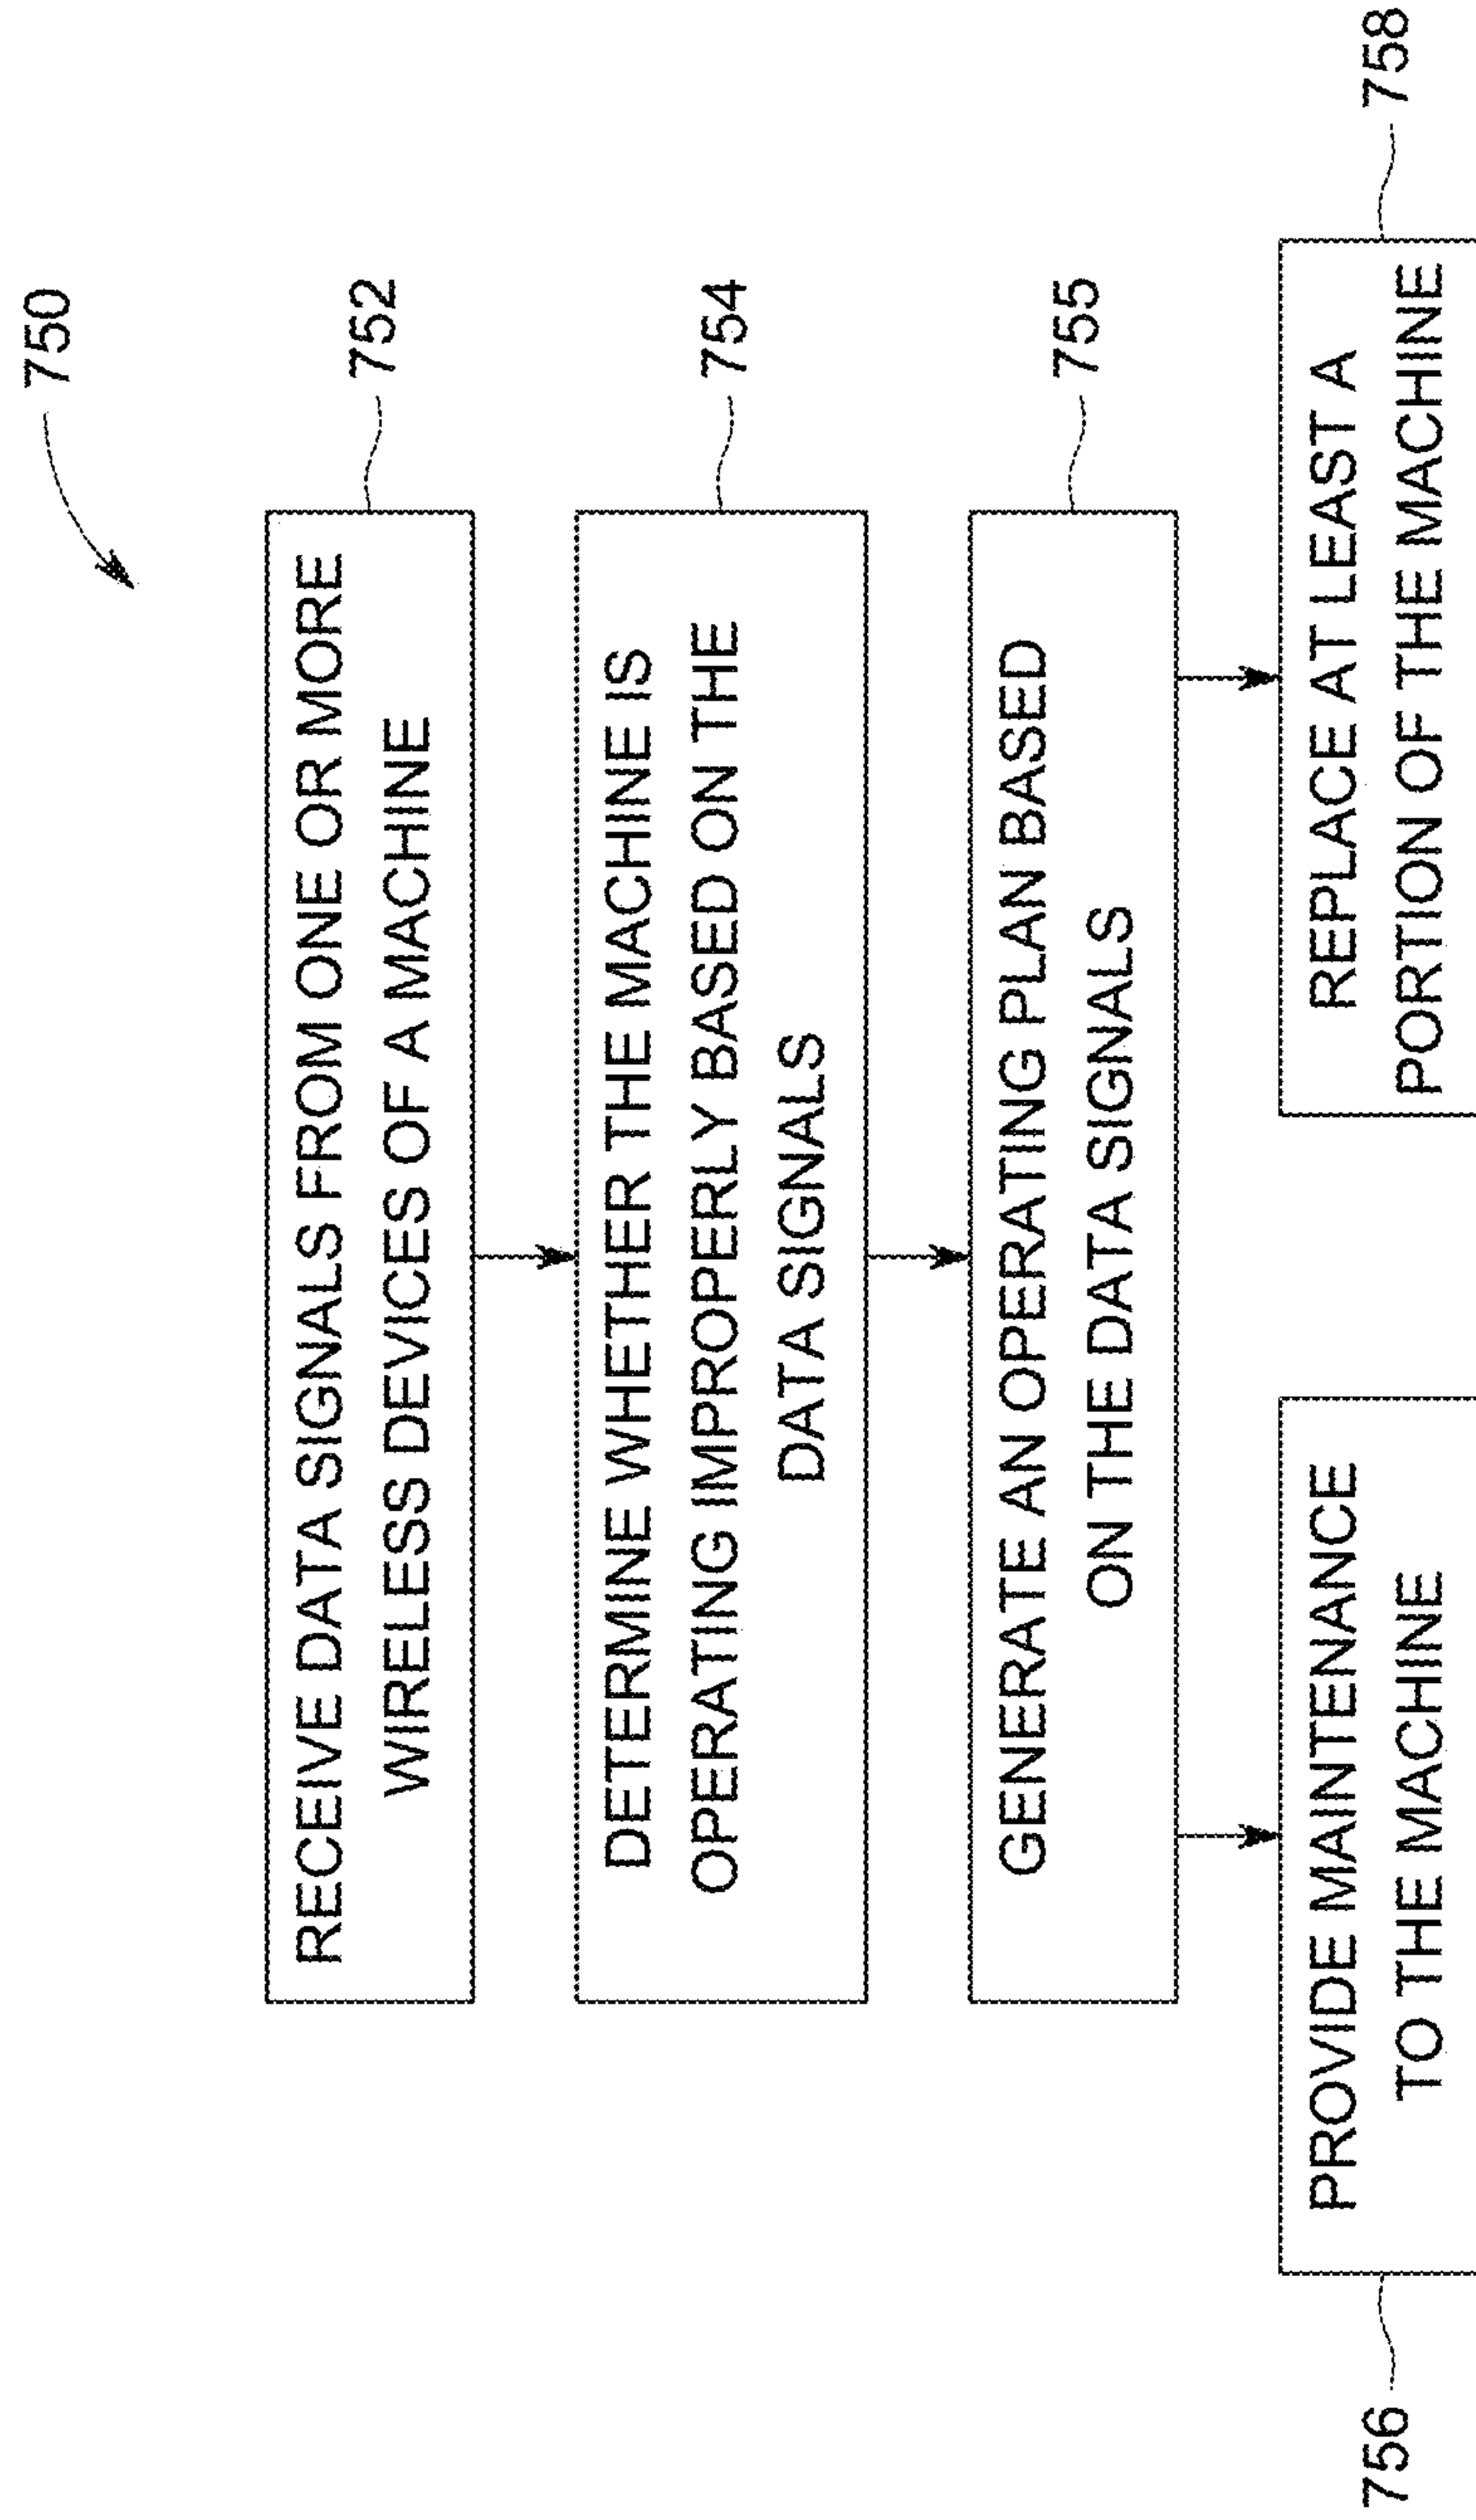 750
RECEIVE DATA SIGNALS FROM ONE OR MORE
WIRELESS DEVICES OF A MACHINE
752
DETERMINE WHETHER THE MACHINE IS
OPERATING IMPROPERLY BASED ON THE
DATA SIGNALS
754
GENERATE AN OPERATING PLAN BASED
ON THE DATA SIGNALS
755
756
PROVIDE MAINTENANCE
TO THE MACHINE
REPLACE AT LEAST A
PORTION OF THE MACHINE
758